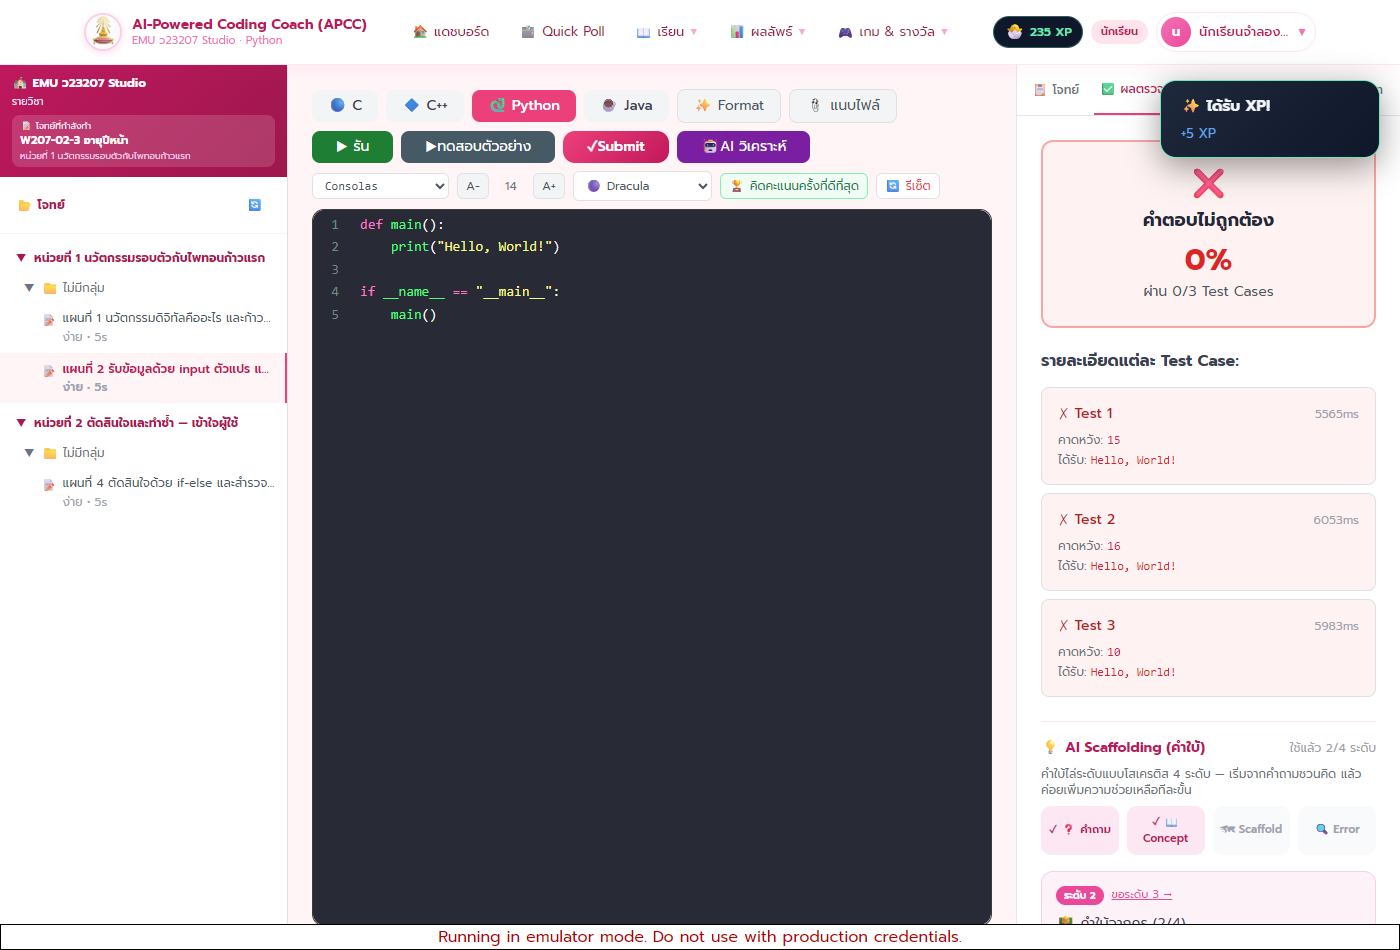 AI-Powered Coding Coach (APCC)
EMU ว23207 Studio · Python
แดชบอร์ด
Quick Poll
เรียน ▼
ผลลัพธ์ ▼
เกม & รางวัล ▼
235 XP
นักเรียน
u
นักเรียนจำลอง... ▼
EMU ว23207 Studio
รายวิชา
โจทย์ที่กำลังทำ
W207-02-3 อายุปีหน้า
หน่วยที่ 1 นวัตกรรมรอบตัวกับไพทอนก้าวแรก
โจทย์
▼ หน่วยที่ 1 นวัตกรรมรอบตัวกับไพทอนก้าวแรก
▼ ไม่มีกลุ่ม
แผนที่ 1 นวัตกรรมดิจิทัลคืออะไร และก้าว...
ง่าย · 5s
แผนที่ 2 รับข้อมูลด้วย input ตัวแปร แ...
ง่าย · 5s
▼ หน่วยที่ 2 ตัดสินใจและทำซ้ำ — เข้าใจผู้ใช้
▼ ไม่มีกลุ่ม
แผนที่ 4 ตัดสินใจด้วย if-else และสำรวจ...
ง่าย · 5s
C
C++
Python
Java
Format
แนบไฟล์
▶ รัน
▶ทดสอบตัวอย่าง
✓Submit
AI วิเคราะห์
Consolas
A-
14
A+
Dracula
คิดคะแนนครั้งที่ดีที่สุด
รีเซ็ต
1 def main():
2     print("Hello, World!")
3
4 if __name__ == "__main__":
5     main()
โจทย์
ผลตรวจ
ได้รับ XP!
+5 XP
คำตอบไม่ถูกต้อง
0%
ผ่าน 0/3 Test Cases
รายละเอียดแต่ละ Test Case:
✗ Test 1 5565ms
คาดหวัง: 15
ได้รับ: Hello, World!
✗ Test 2 6053ms
คาดหวัง: 16
ได้รับ: Hello, World!
✗ Test 3 5983ms
คาดหวัง: 10
ได้รับ: Hello, World!
AI Scaffolding (คำใบ้) ใช้แล้ว 2/4 ระดับ
คำใบ้ไล่ระดับแบบโสเครติส 4 ระดับ — เริ่มจากคำถามชวนคิด แล้ว
ค่อยเพิ่มความช่วยเหลือทีละขั้น
✓ ❓ คำถาม
✓ Concept
Scaffold
Error
ระดับ 2
ขอระดับ 3 →
คำใบ้จากครู (2/4)
Running in emulator mode. Do not use with production credentials.